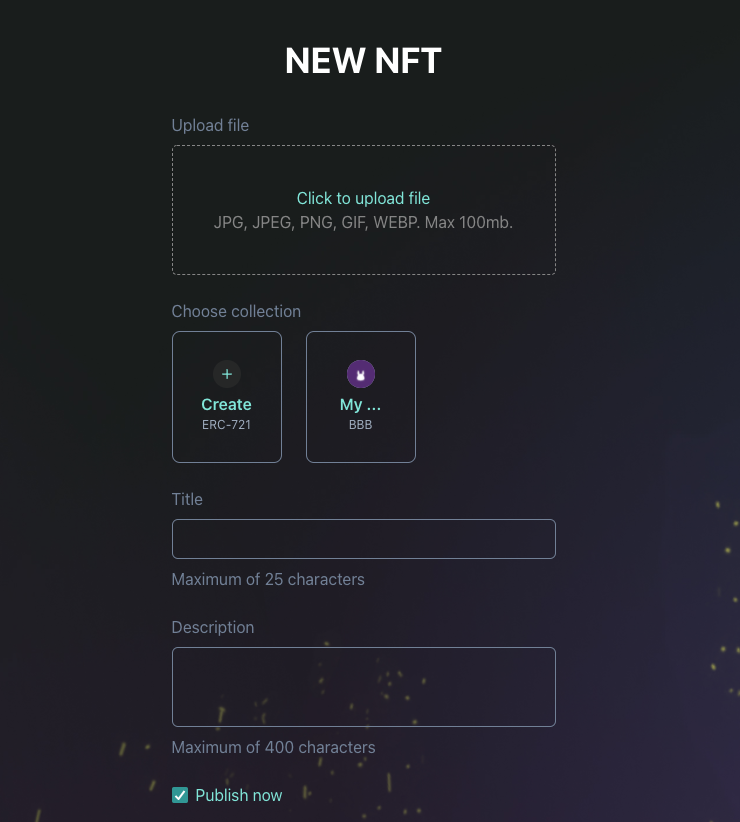 NEW NFT
Upload file
Click to upload file
JPG, JPEG, PNG, GIF, WEBP. Max 100mb.
Choose collection
Create
ERC-721
My ...
BBB
Title
Maximum of 25 characters
Description
Maximum of 400 characters
Publish now